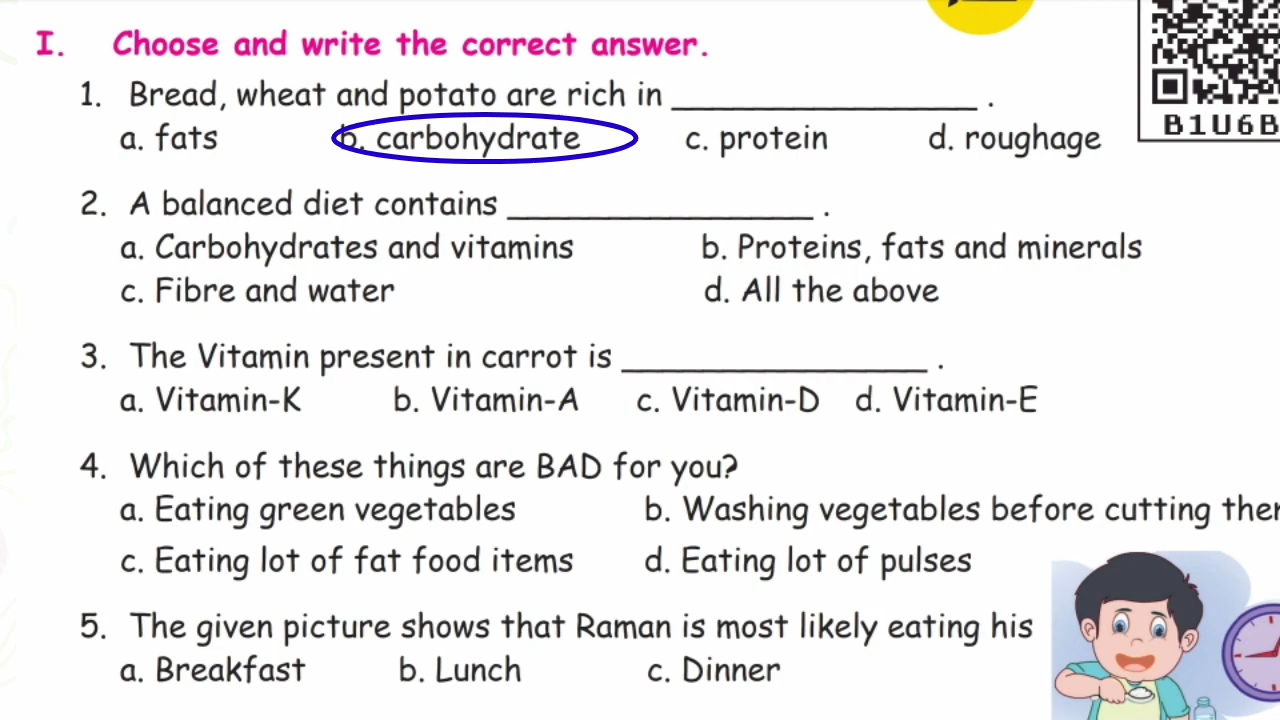 I. Choose and write the correct answer.
1. Bread, wheat and potato are rich in _________________ .
a. fats b. carbohydrate c. protein d. roughage
B1U6B
2. A balanced diet contains _________________ .
a. Carbohydrates and vitamins b. Proteins, fats and minerals
c. Fibre and water d. All the above
3. The Vitamin present in carrot is _________________ .
a. Vitamin-K b. Vitamin-A c. Vitamin-D d. Vitamin-E
4. Which of these things are BAD for you?
a. Eating green vegetables b. Washing vegetables before cutting
c. Eating lot of fat food items d. Eating lot of pulses
5. The given picture shows that Raman is most likely eating his
a. Breakfast b. Lunch c. Dinner